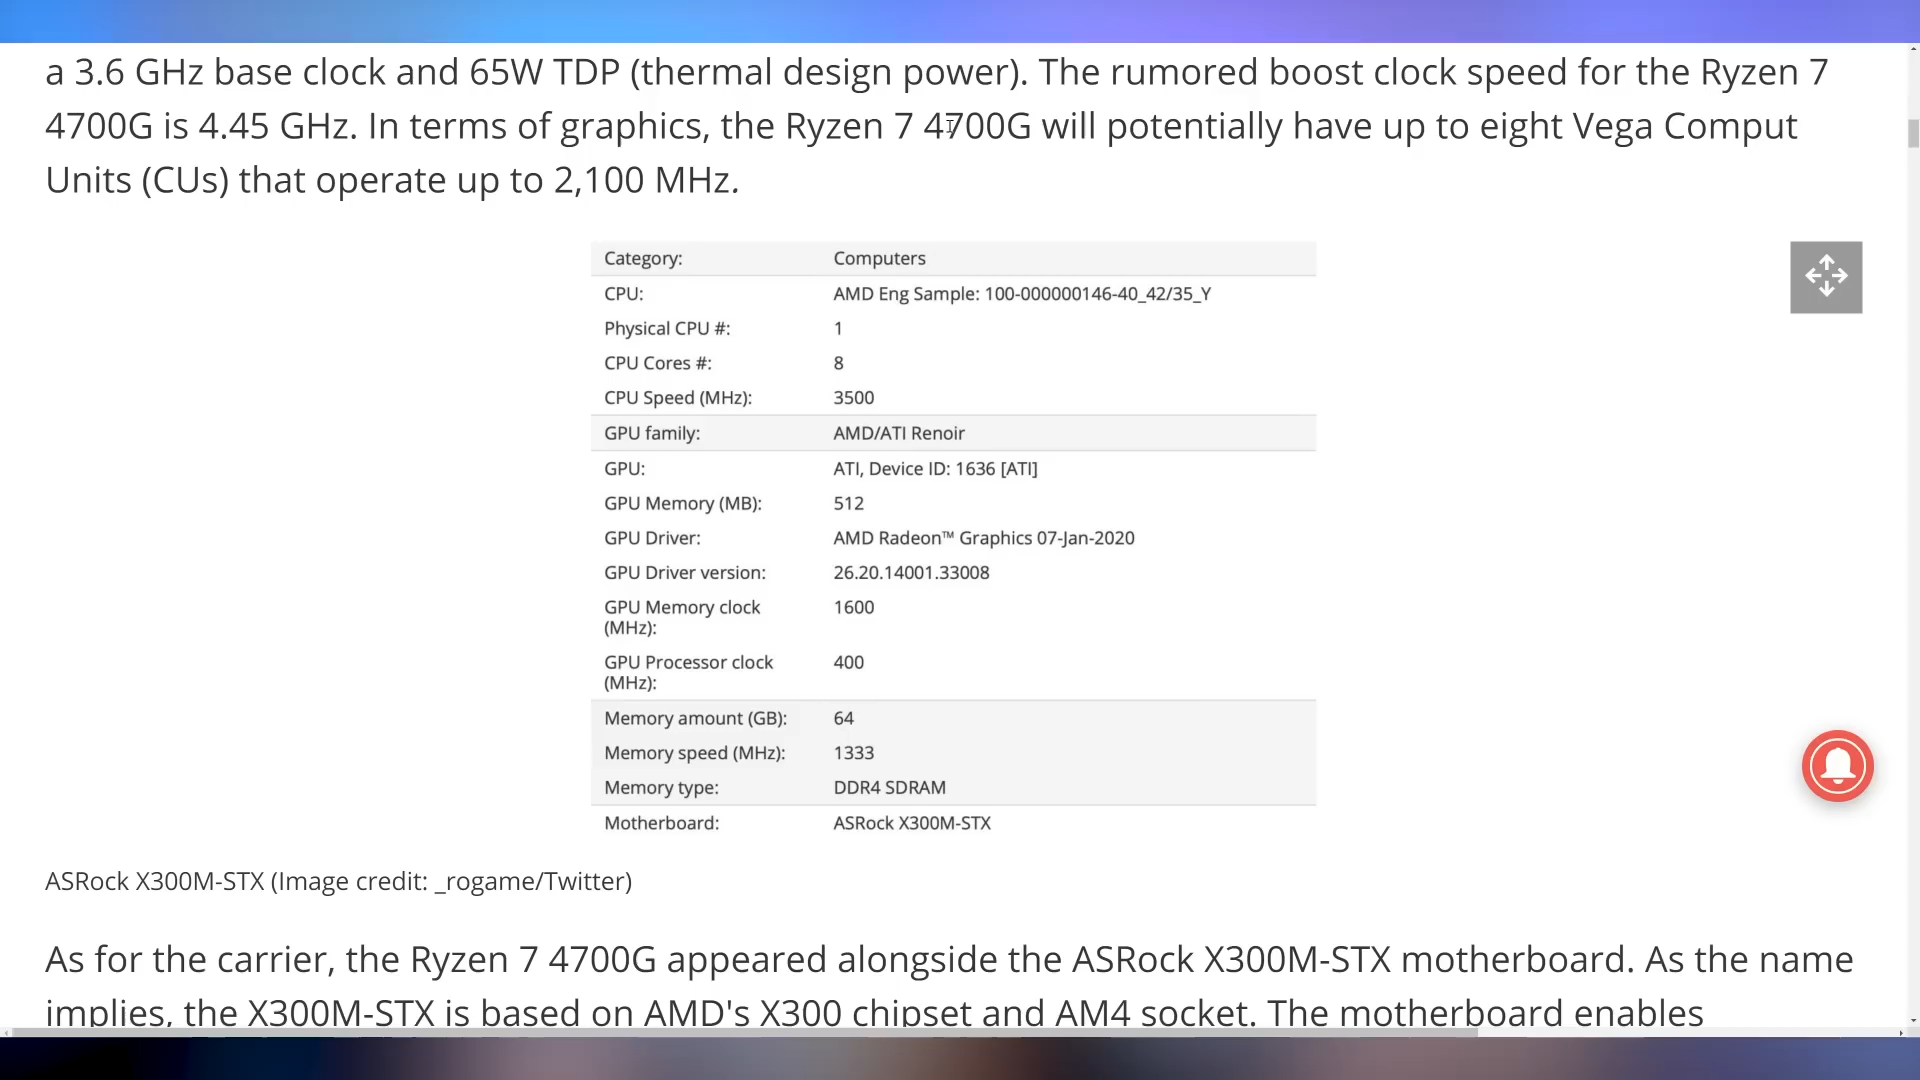 a 3.6 GHz base clock and 65W TDP (thermal design power). The rumored boost clock speed for the Ryzen 7
4700G is 4.45 GHz. In terms of graphics, the Ryzen 7 4700G will potentially have up to eight Vega Comput
Units (CUs) that operate up to 2,100 MHz.
Category: Computers
CPU: AMD Eng Sample: 100-000000146-40_42/35_Y
Physical CPU #: 1
CPU Cores #: 8
CPU Speed (MHz): 3500
GPU family: AMD/ATI Renoir
GPU: ATI, Device ID: 1636 [ATI]
GPU Memory (MB): 512
GPU Driver: AMD Radeon™ Graphics 07-Jan-2020
GPU Driver version: 26.20.14001.33008
GPU Memory clock 1600
(MHz):
GPU Processor clock 400
(MHz):
Memory amount (GB): 64
Memory speed (MHz): 1333
Memory type: DDR4 SDRAM
Motherboard: ASRock X300M-STX
ASRock X300M-STX (Image credit: _rogame/Twitter)
As for the carrier, the Ryzen 7 4700G appeared alongside the ASRock X300M-STX motherboard. As the name
implies, the X300M-STX is based on AMD's X300 chipset and AM4 socket. The motherboard enables